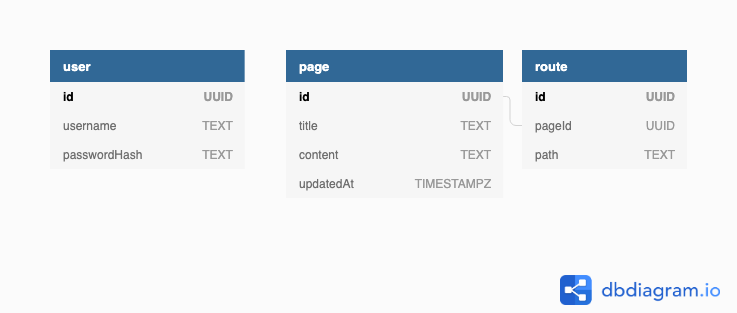 user
id UUID
username TEXT
passwordHash TEXT
page
id UUID
title TEXT
content TEXT
updatedAt TIMESTAMPZ
route
id UUID
pageId UUID
path TEXT
dbdiagram.io